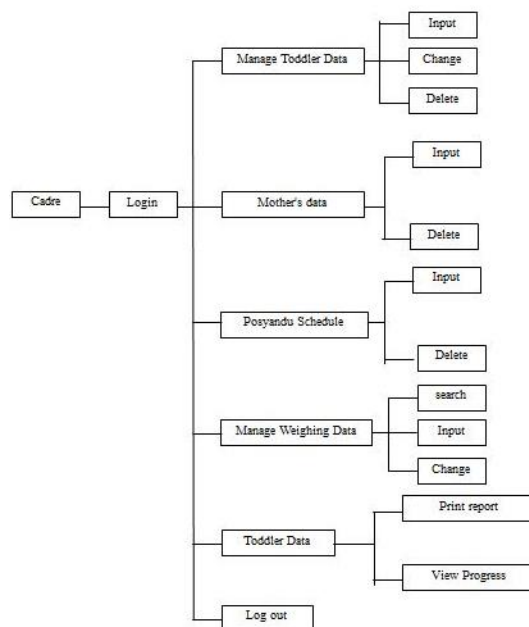 Input
Manage Toddler Data
Change
Delete
Input
Cadre
Login
Mother's data
Delete
Input
Posyandu Schedule
Delete
search
Manage Weighing Data
Input
Change
Print report
Toddler Data
View Progress
Log out